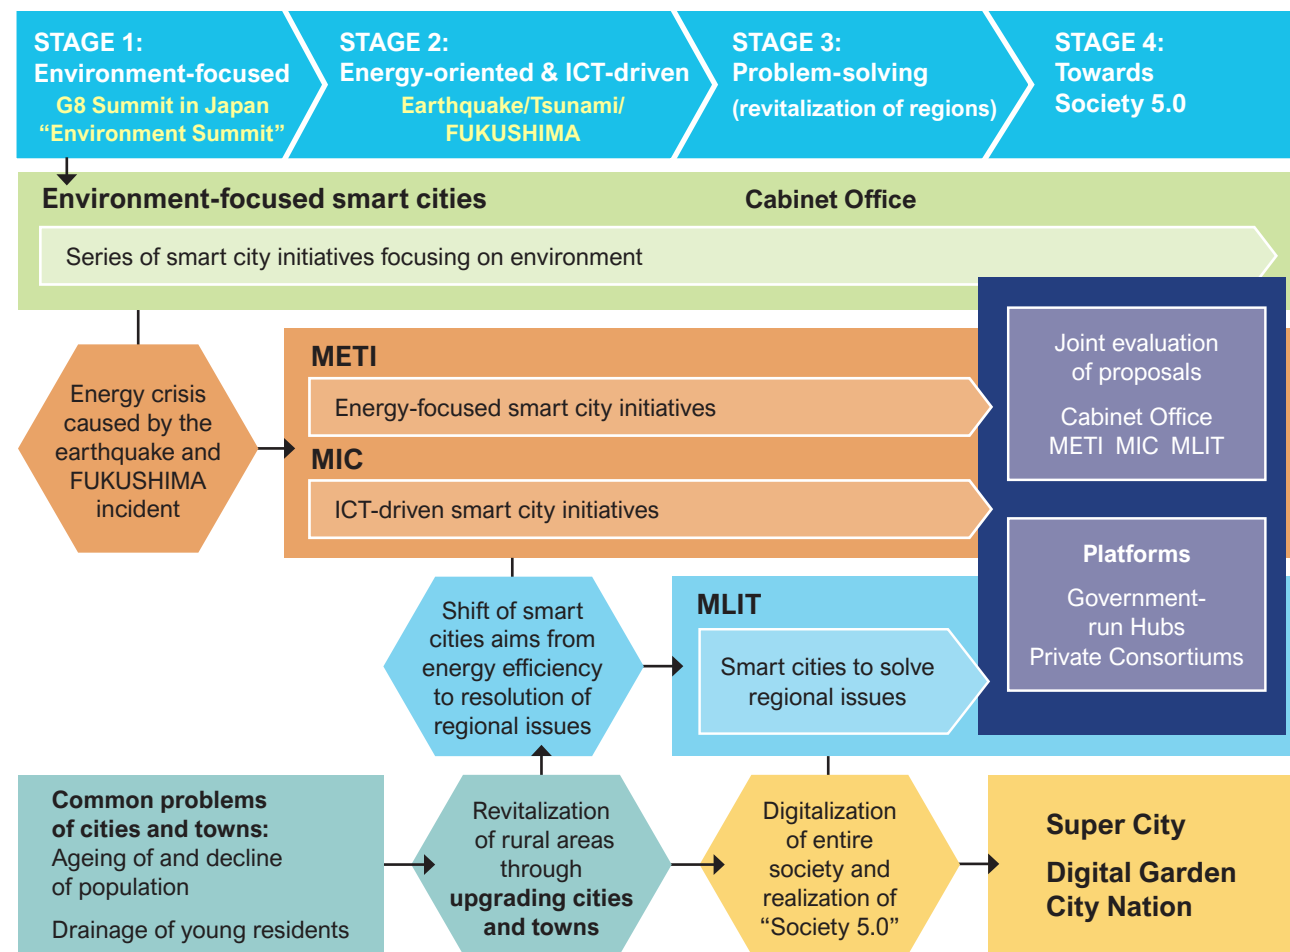 STAGE 1:
Environment-focused
G8 Summit in Japan
“Environment Summit”
STAGE 2:
Energy-oriented & ICT-driven
Earthquake/Tsunami/
FUKUSHIMA
STAGE 3:
Problem-solving
(revitalization of regions)
STAGE 4:
Towards
Society 5.0
Environment-focused smart cities
Cabinet Office
Series of smart city initiatives focusing on environment
Energy crisis
caused by the
earthquake and
FUKUSHIMA
incident
METI
Energy-focused smart city initiatives
MIC
ICT-driven smart city initiatives
Joint evaluation
of proposals
Cabinet Office
METI MIC MLIT
Platforms
Government-
run Hubs
Private Consortiums
Shift of smart
cities aims from
energy efficiency
to resolution of
regional issues
MLIT
Smart cities to solve
regional issues
Common problems
of cities and towns:
Ageing of and decline
of population
Drainage of young residents
Revitalization
of rural areas
through
upgrading cities
and towns
Digitalization
of entire
society and
realization of
“Society 5.0”
Super City
Digital Garden
City Nation